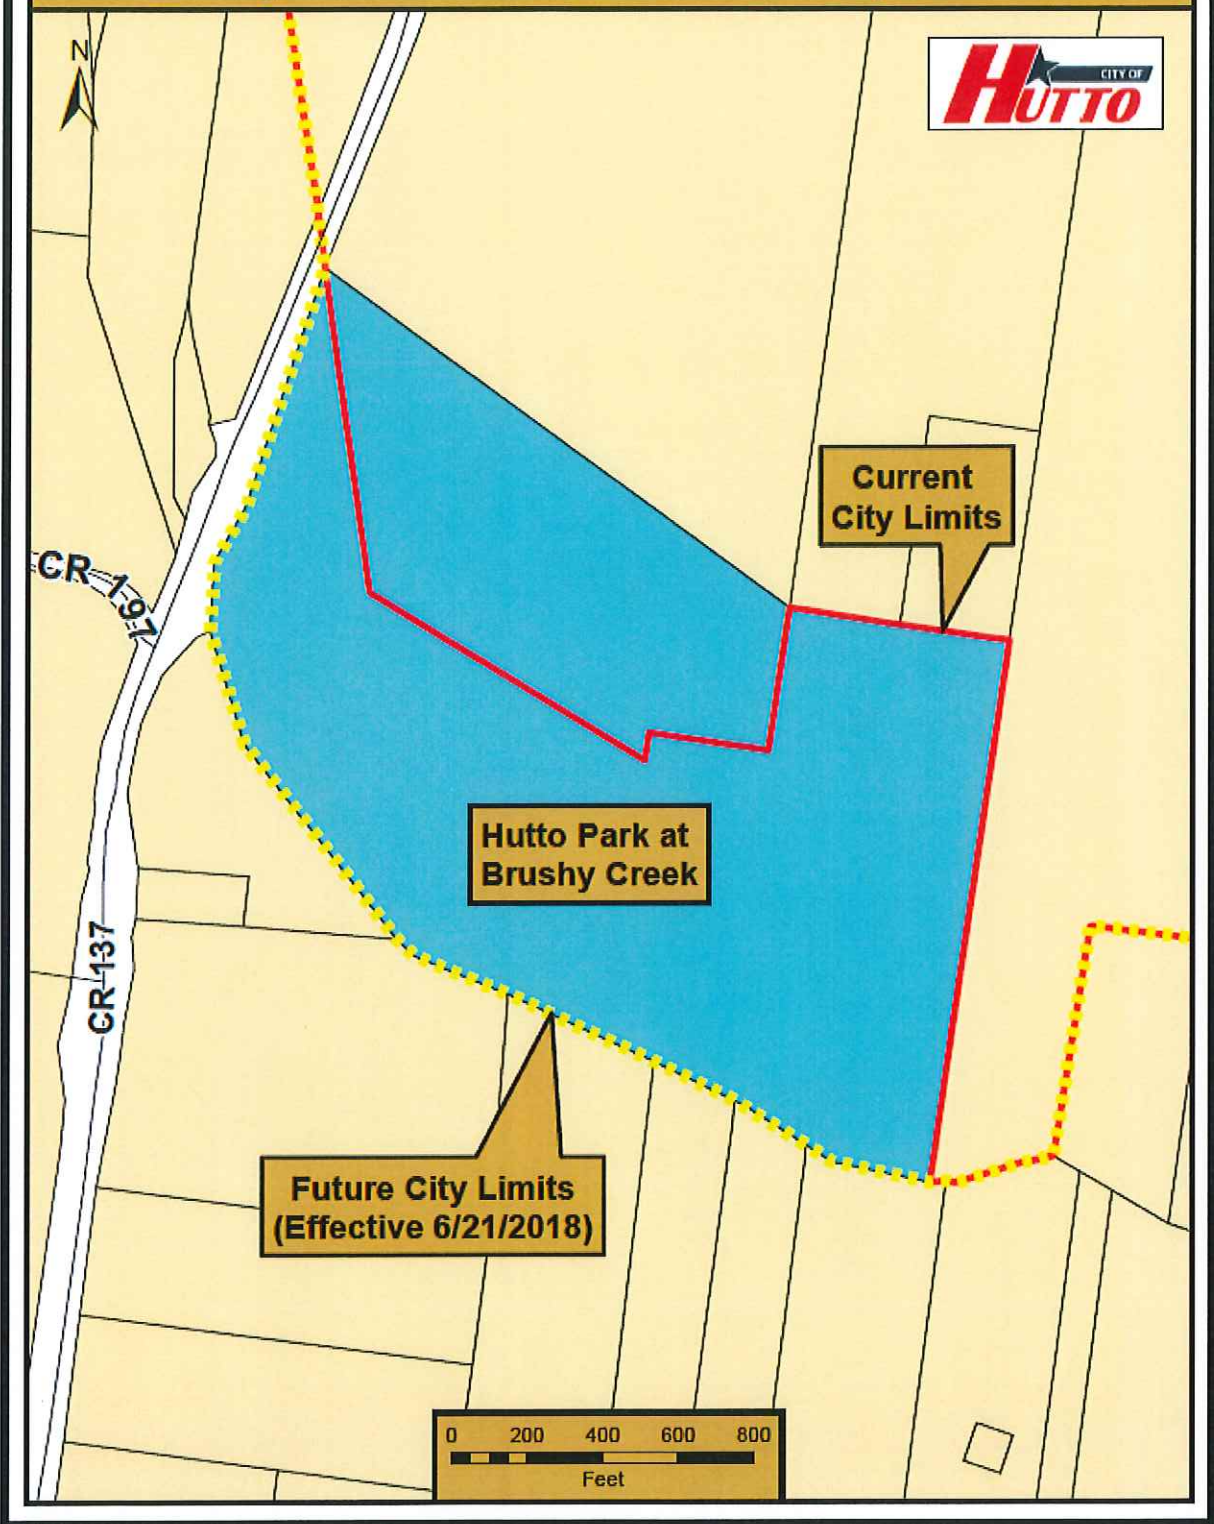 N
CITY OF
HUTTO
Current
City Limits
CR 197
Hutto Park at
Brushy Creek
CR 137
Future City Limits
(Effective 6/21/2018)
0 200 400 600 800
Feet